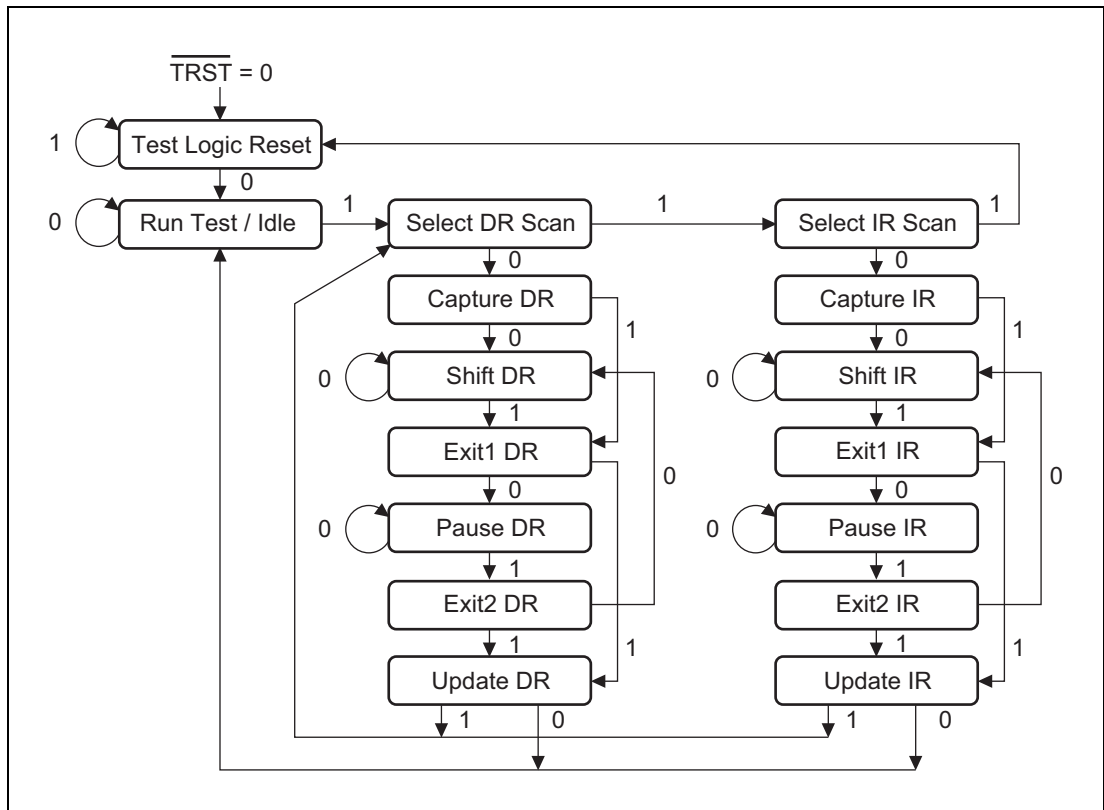 TRST = 0
1
Test Logic Reset
0
0
Run Test / Idle
1
Select DR Scan
1
Select IR Scan
1
0
0
Capture DR
1
Capture IR
1
0
0
0
Shift DR
0
Shift IR
1
1
Exit1 DR
0
Exit1 IR
0
0
0
0
Pause DR
0
Pause IR
1
1
Exit2 DR
Exit2 IR
1
1
1
1
Update DR
Update IR
1
0
1
0